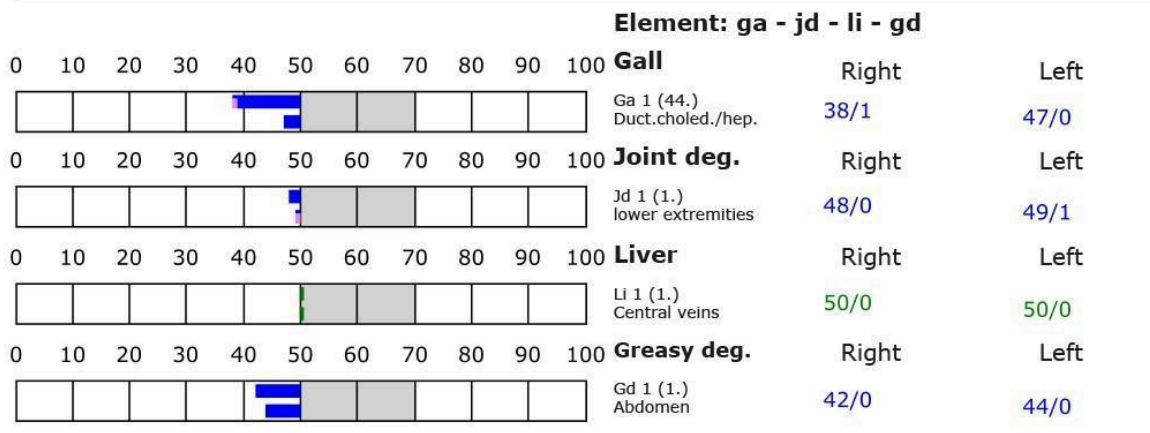 Element: ga - jd - li - gd
0 10 20 30 40 50 60 70 80 90 100 Gall Right Left
Ga 1 (44.)
Duct.choled./hep. 38/1 47/0
0 10 20 30 40 50 60 70 80 90 100 Joint deg. Right Left
Jd 1 (1.)
lower extremities 48/0 49/1
0 10 20 30 40 50 60 70 80 90 100 Liver Right Left
Li 1 (1.)
Central veins 50/0 50/0
0 10 20 30 40 50 60 70 80 90 100 Greasy deg. Right Left
Gd 1 (1.)
Abdomen 42/0 44/0